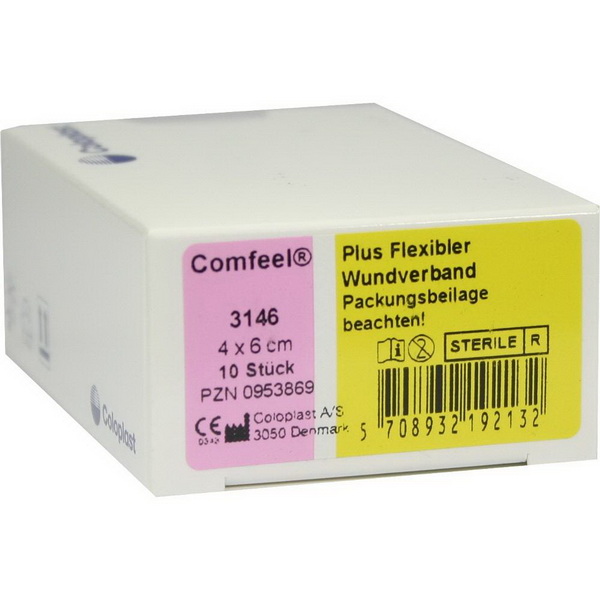 Coloplast
Comfeel®
3146
4 x 6 cm
10 Stück
PZN 0953869
Coloplast A/S
3050 Denmark
Plus Flexibler
Wundverband
Packungsbeilage
beachten!
STERILE R
5 708932 192132
Coloplast